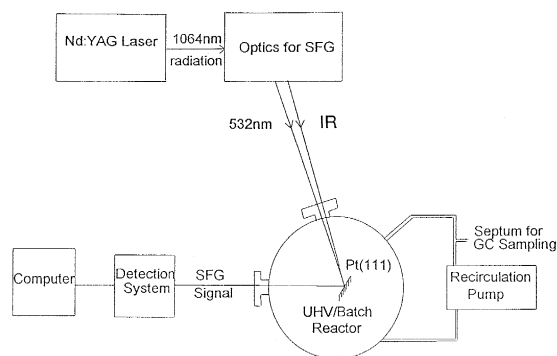 Nd:YAG Laser
1064nm
radiation
Optics for SFG
532nm
IR
Septum for
GC Sampling
Pt(111)
Computer
Detection
System
SFG
Signal
UHV/Batch
Reactor
Recirculation
Pump